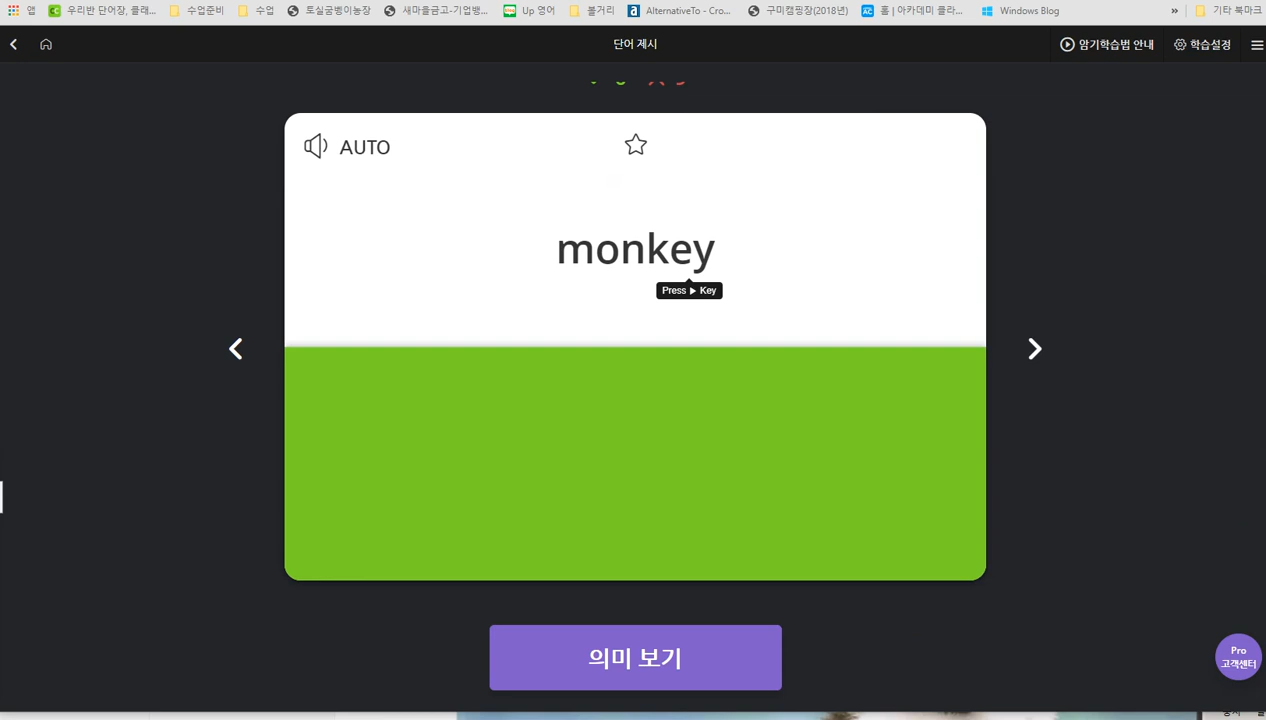 앱 우리반 단어장, 클래... 수업준비 수업 토실굼벵이농장 새마을금고-기업뱅... Up 영어 볼거리 AlternativeTo - Cro... 구미캠핑장(2018년) 홈 | 아카데미 클라... Windows Blog » 기타 북마크
단어 제시 암기학습법 안내 학습설정
AUTO
monkey
Press ▶ Key
의미 보기
Pro
고객센터